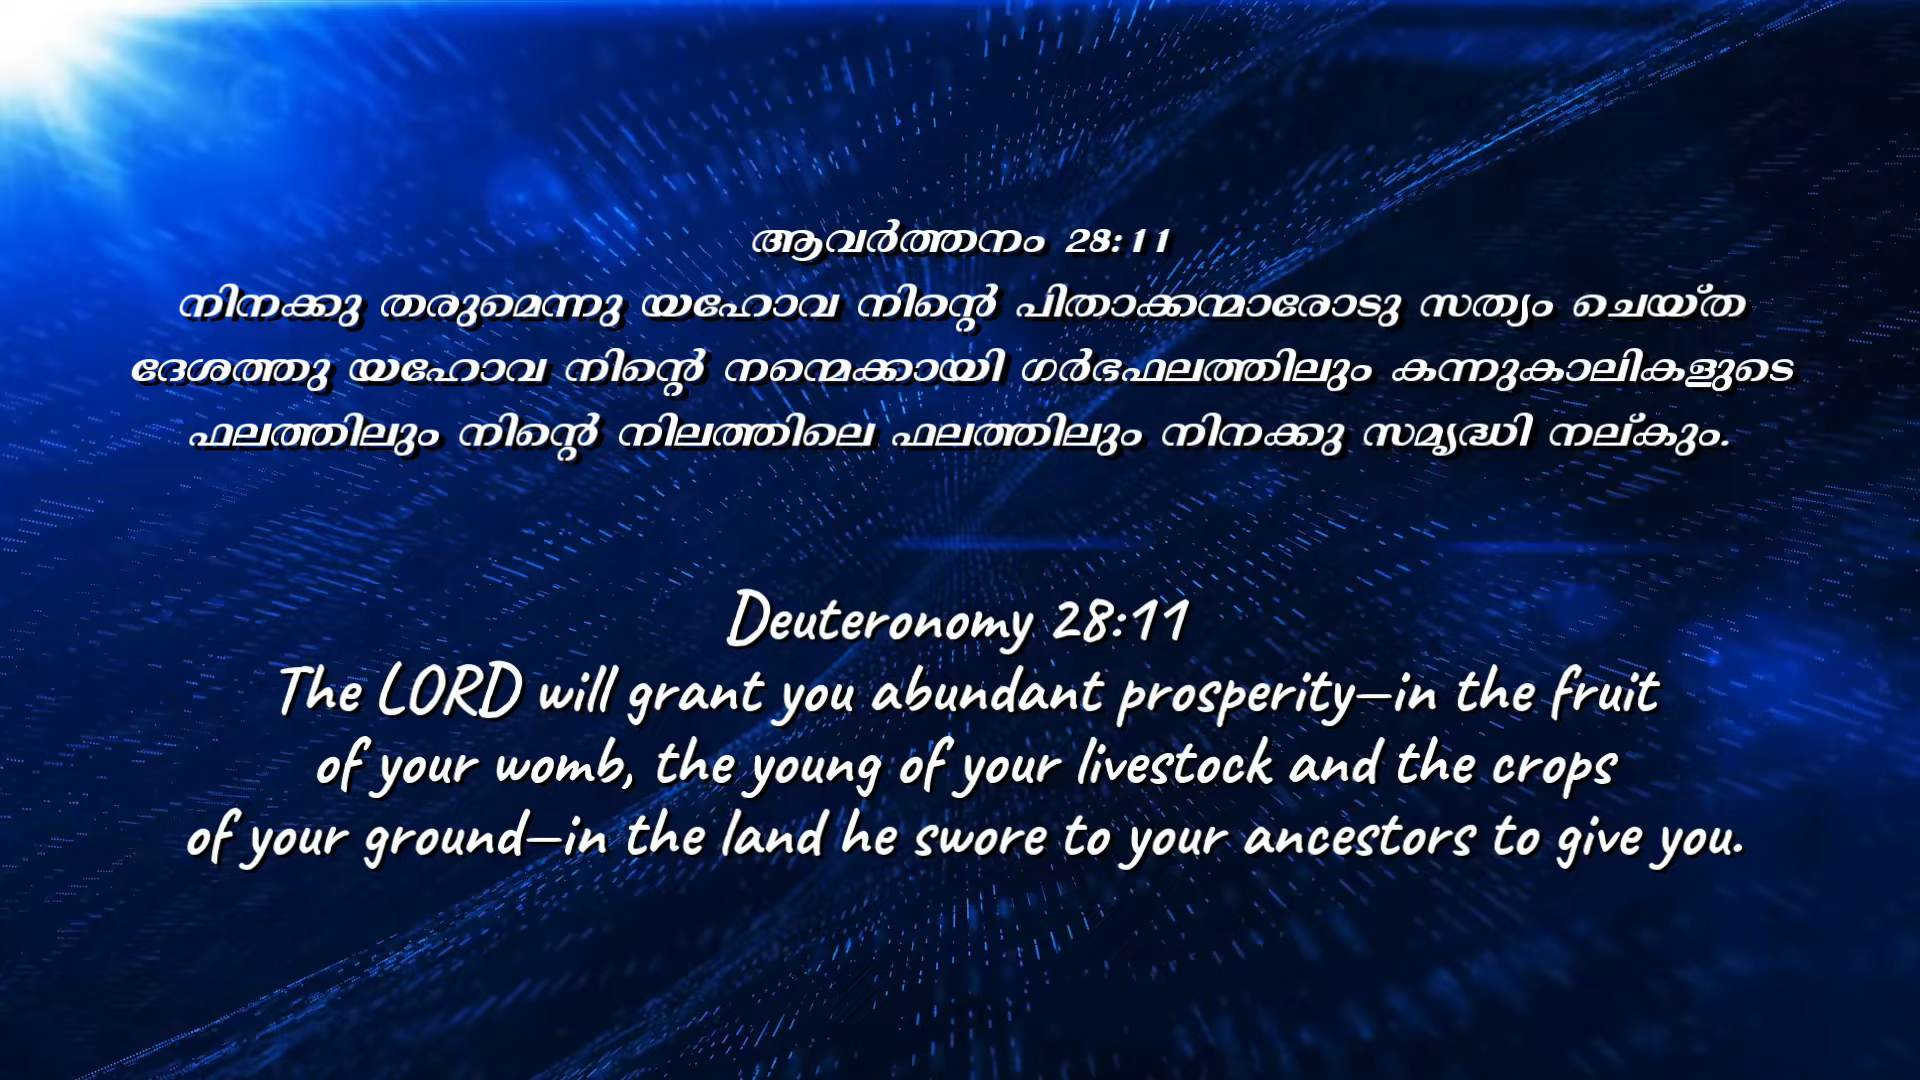 ആവർത്തനം 28:11
നിനക്കു തരുമെന്നു യഹോവ നിന്റെ പിതാക്കന്മാരോടു സത്യം ചെയ്ത
ദേശത്തു യഹോവ നിന്റെ നന്മെക്കായി ഗർഭഫലത്തിലും കന്നുകാലികളുടെ
ഫലത്തിലും നിന്റെ നിലത്തിലെ ഫലത്തിലും നിനക്കു സമൃദ്ധി നല്കും.
Deuteronomy 28:11
The LORD will grant you abundant prosperity—in the fruit
of your womb, the young of your livestock and the crops
of your ground—in the land he swore to your ancestors to give you.